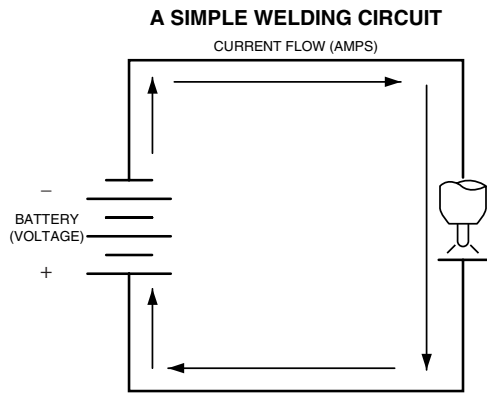 A SIMPLE WELDING CIRCUIT
CURRENT FLOW (AMPS)
−
BATTERY
(VOLTAGE)
+